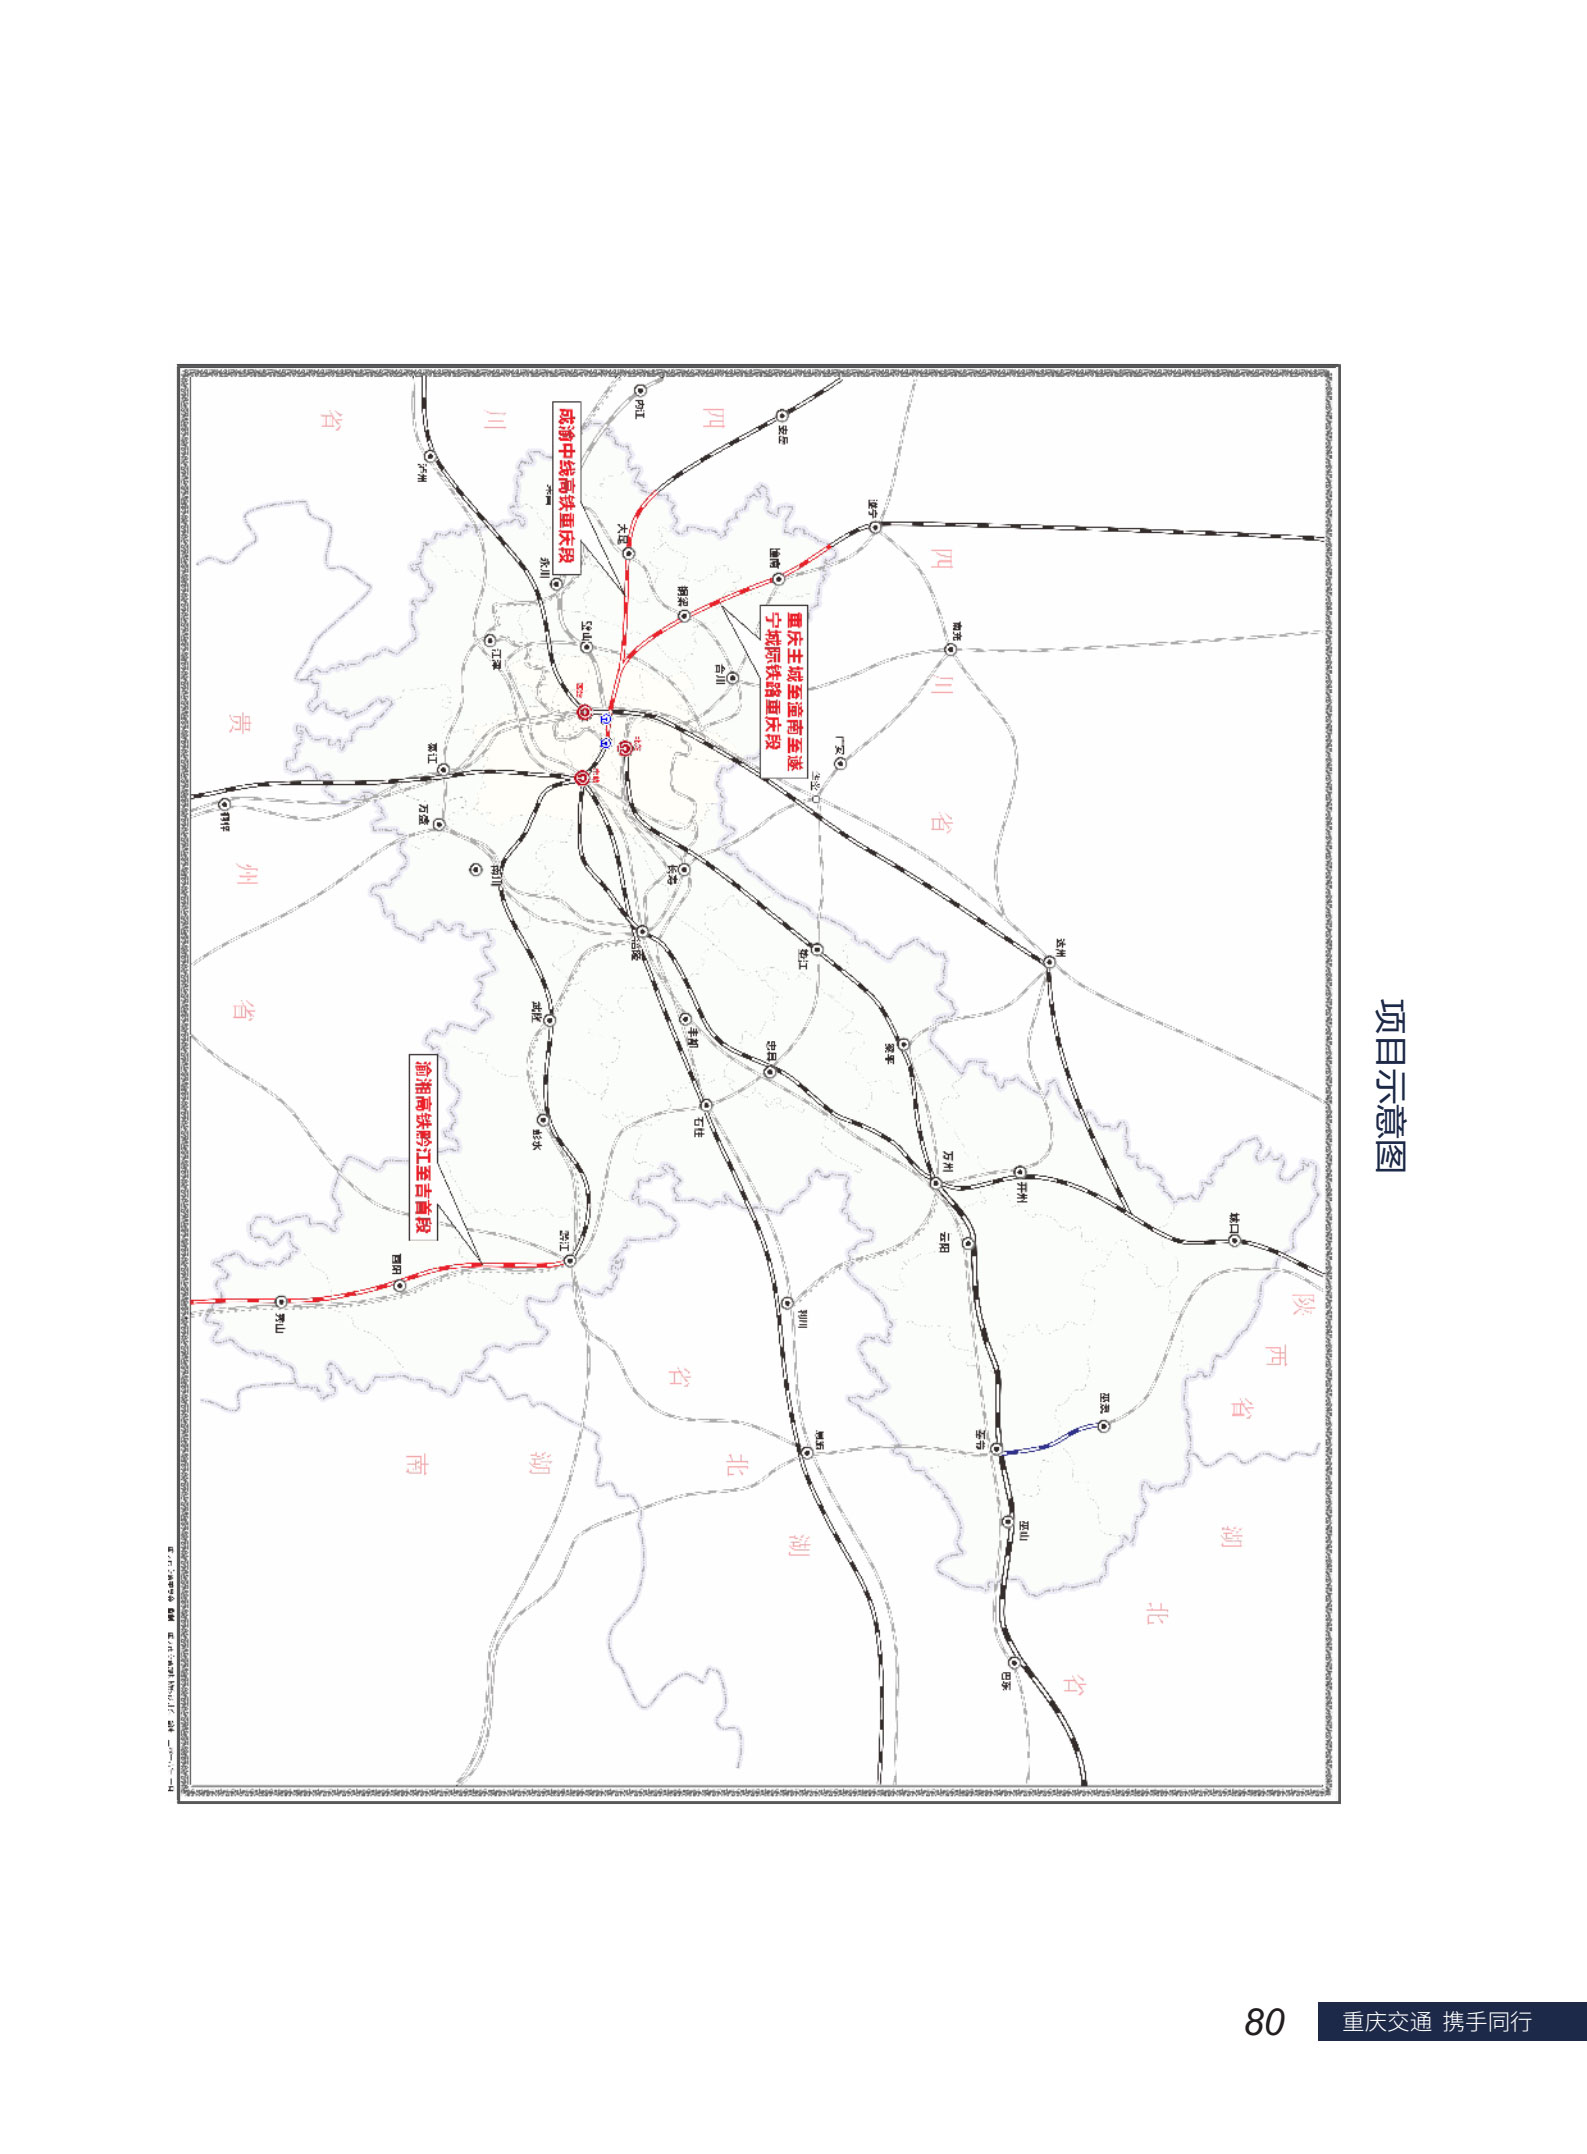 项目示意图
四
川
省
四
川
省
陕
西
省
湖
北
省
湖
北
省
湖
南
贵
州
省
成渝中线高铁重庆段
重庆主城至潼南至遂
宁城际铁路重庆段
渝湘高铁黔江至吉首段
内江
安岳
泸州
大足
遂宁
潼南
铜梁
永川
璧山
江津
合川
南充
广安
綦江
万盛
南川
长寿
涪陵
垫江
达州
武隆
丰都
忠县
梁平
彭水
石柱
万州
开州
城口
云阳
黔江
酉阳
秀山
利川
恩施
奉节
巫溪
巫山
巴东
80
重庆交通 携手同行